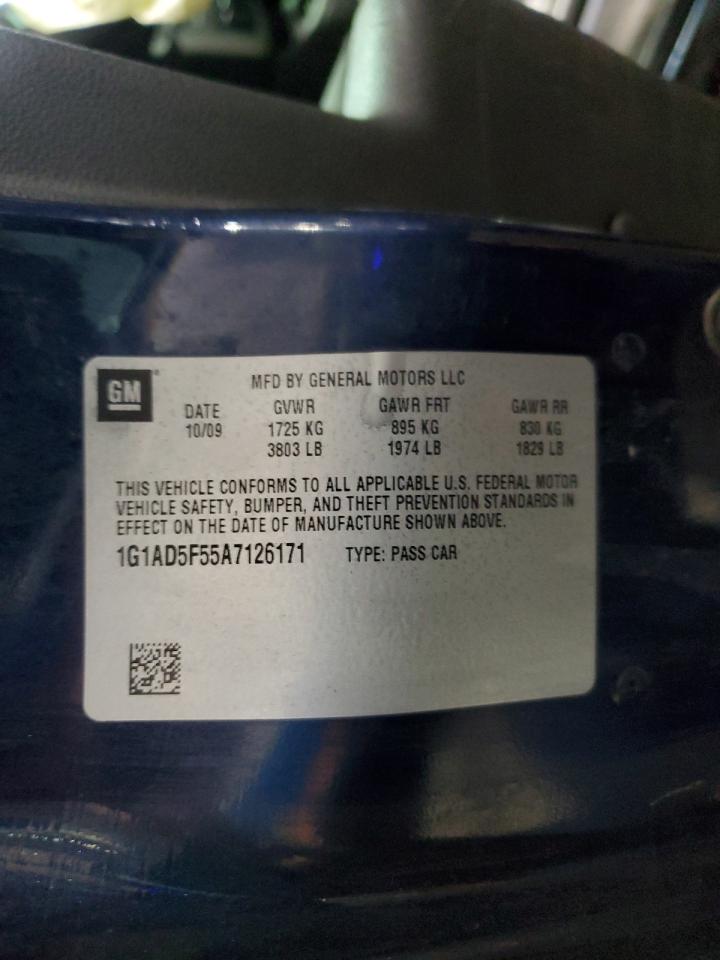 GM
MFD BY GENERAL MOTORS LLC
DATE GVWR GAWR FRT GAWR RR
10/09 1725 KG 895 KG 830 KG
3803 LB 1974 LB 1829 LB
THIS VEHICLE CONFORMS TO ALL APPLICABLE U.S. FEDERAL MOTOR
VEHICLE SAFETY, BUMPER, AND THEFT PREVENTION STANDARDS IN
EFFECT ON THE DATE OF MANUFACTURE SHOWN ABOVE.
1G1AD5F55A7126171 TYPE: PASS CAR